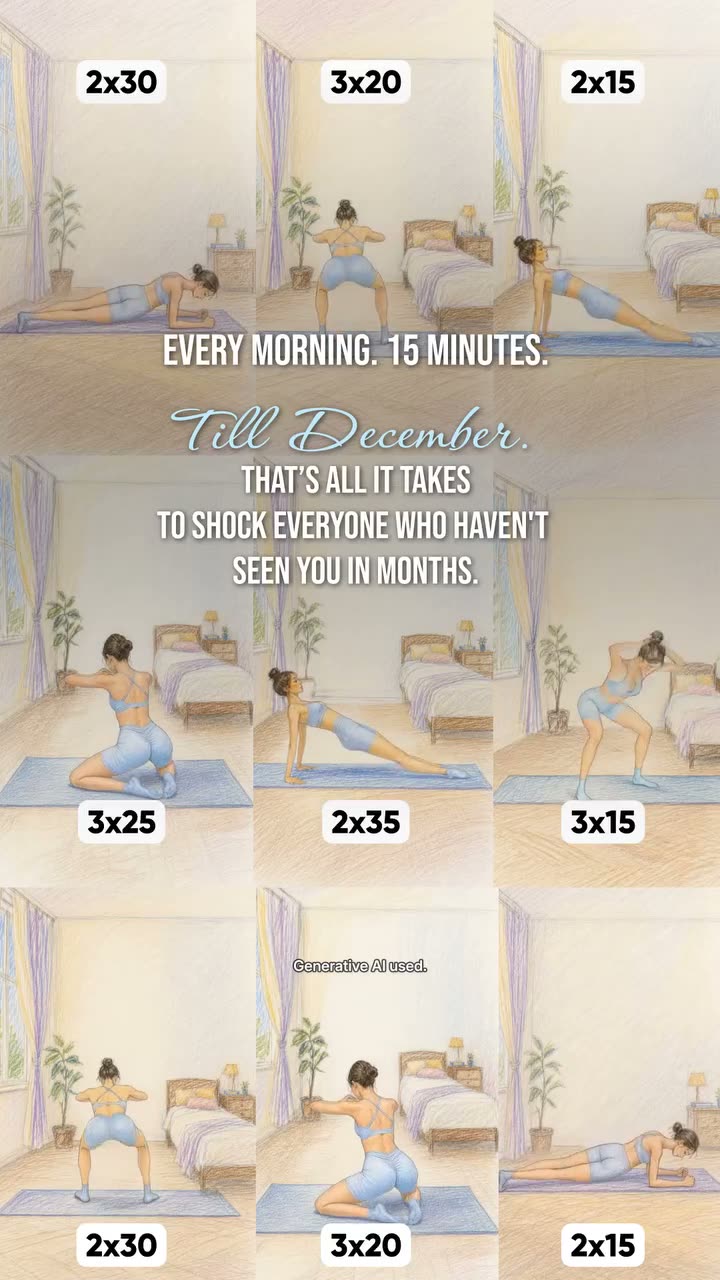 2x30
3x20
2x15
EVERY MORNING. 15 MINUTES.
Till December.
THAT'S ALL IT TAKES
TO SHOCK EVERYONE WHO HAVEN'T
SEEN YOU IN MONTHS.
3x25
2x35
3x15
Generative AI used.
2x30
3x20
2x15